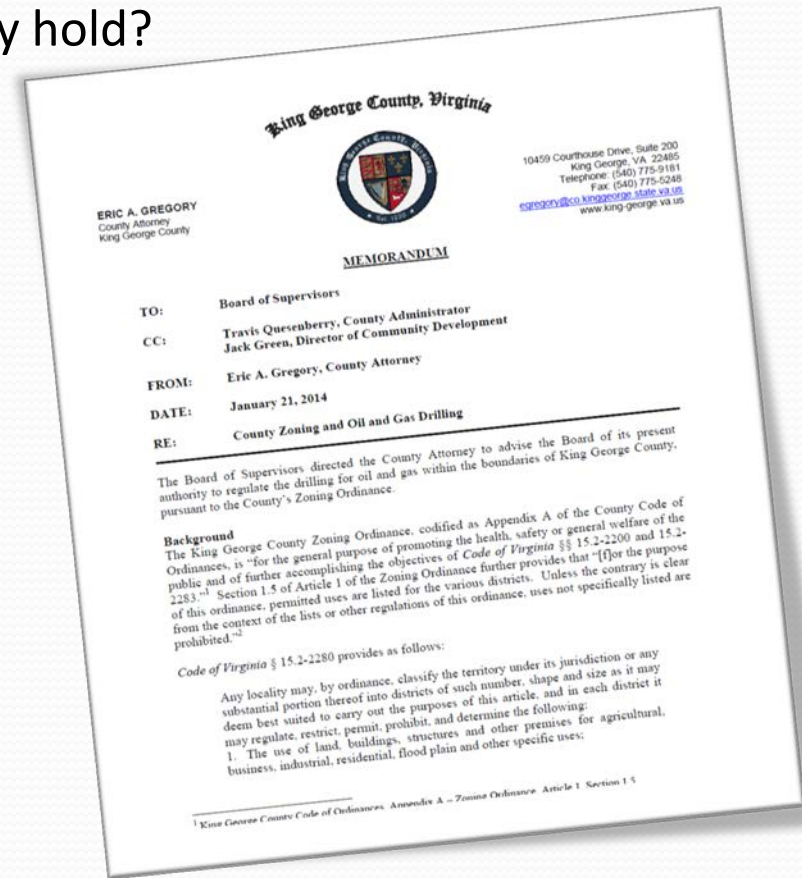 y hold?
King George County, Virginia
ERIC A. GREGORY
County Attorney
King George County
10459 Courthouse Drive, Suite 200
King George, VA 22485
Telephone: (540) 775-9181
Fax: (540) 775-5248
egregory@co.kinggeorge.state.va.us
www.king-george.va.us
MEMORANDUM
TO: Board of Supervisors
CC: Travis Quesenberry, County Administrator
Jack Green, Director of Community Development
FROM: Eric A. Gregory, County Attorney
DATE: January 21, 2014
RE: County Zoning and Oil and Gas Drilling
The Board of Supervisors directed the County Attorney to advise the Board of its present
authority to regulate the drilling for oil and gas within the boundaries of King George County,
pursuant to the County's Zoning Ordinance.
Background
The King George County Zoning Ordinance, codified as Appendix A of the County Code of
Ordinances, is "for the general purpose of promoting the health, safety or general welfare of the
public and of further accomplishing the objectives of Code of Virginia §§ 15.2-2200 and 15.2-
2283."1 Section 1.5 of Article 1 of the Zoning Ordinance further provides that "[f]or the purpose
of this ordinance, permitted uses are listed for the various districts. Unless the contrary is clear
from the context of the lists or other regulations of this ordinance, uses not specifically listed are
prohibited."2
Code of Virginia § 15.2-2280 provides as follows:
Any locality may, by ordinance, classify the territory under its jurisdiction or any
substantial portion thereof into districts of such number, shape and size as it may
deem best suited to carry out the purposes of this article, and in each district it
may regulate, restrict, permit, prohibit, and determine the following:
1. The use of land, buildings, structures and other premises for agricultural,
business, industrial, residential, flood plain and other specific uses;
1 King George County Code of Ordinances, Appendix A – Zoning Ordinance, Article 1, Section 1.5